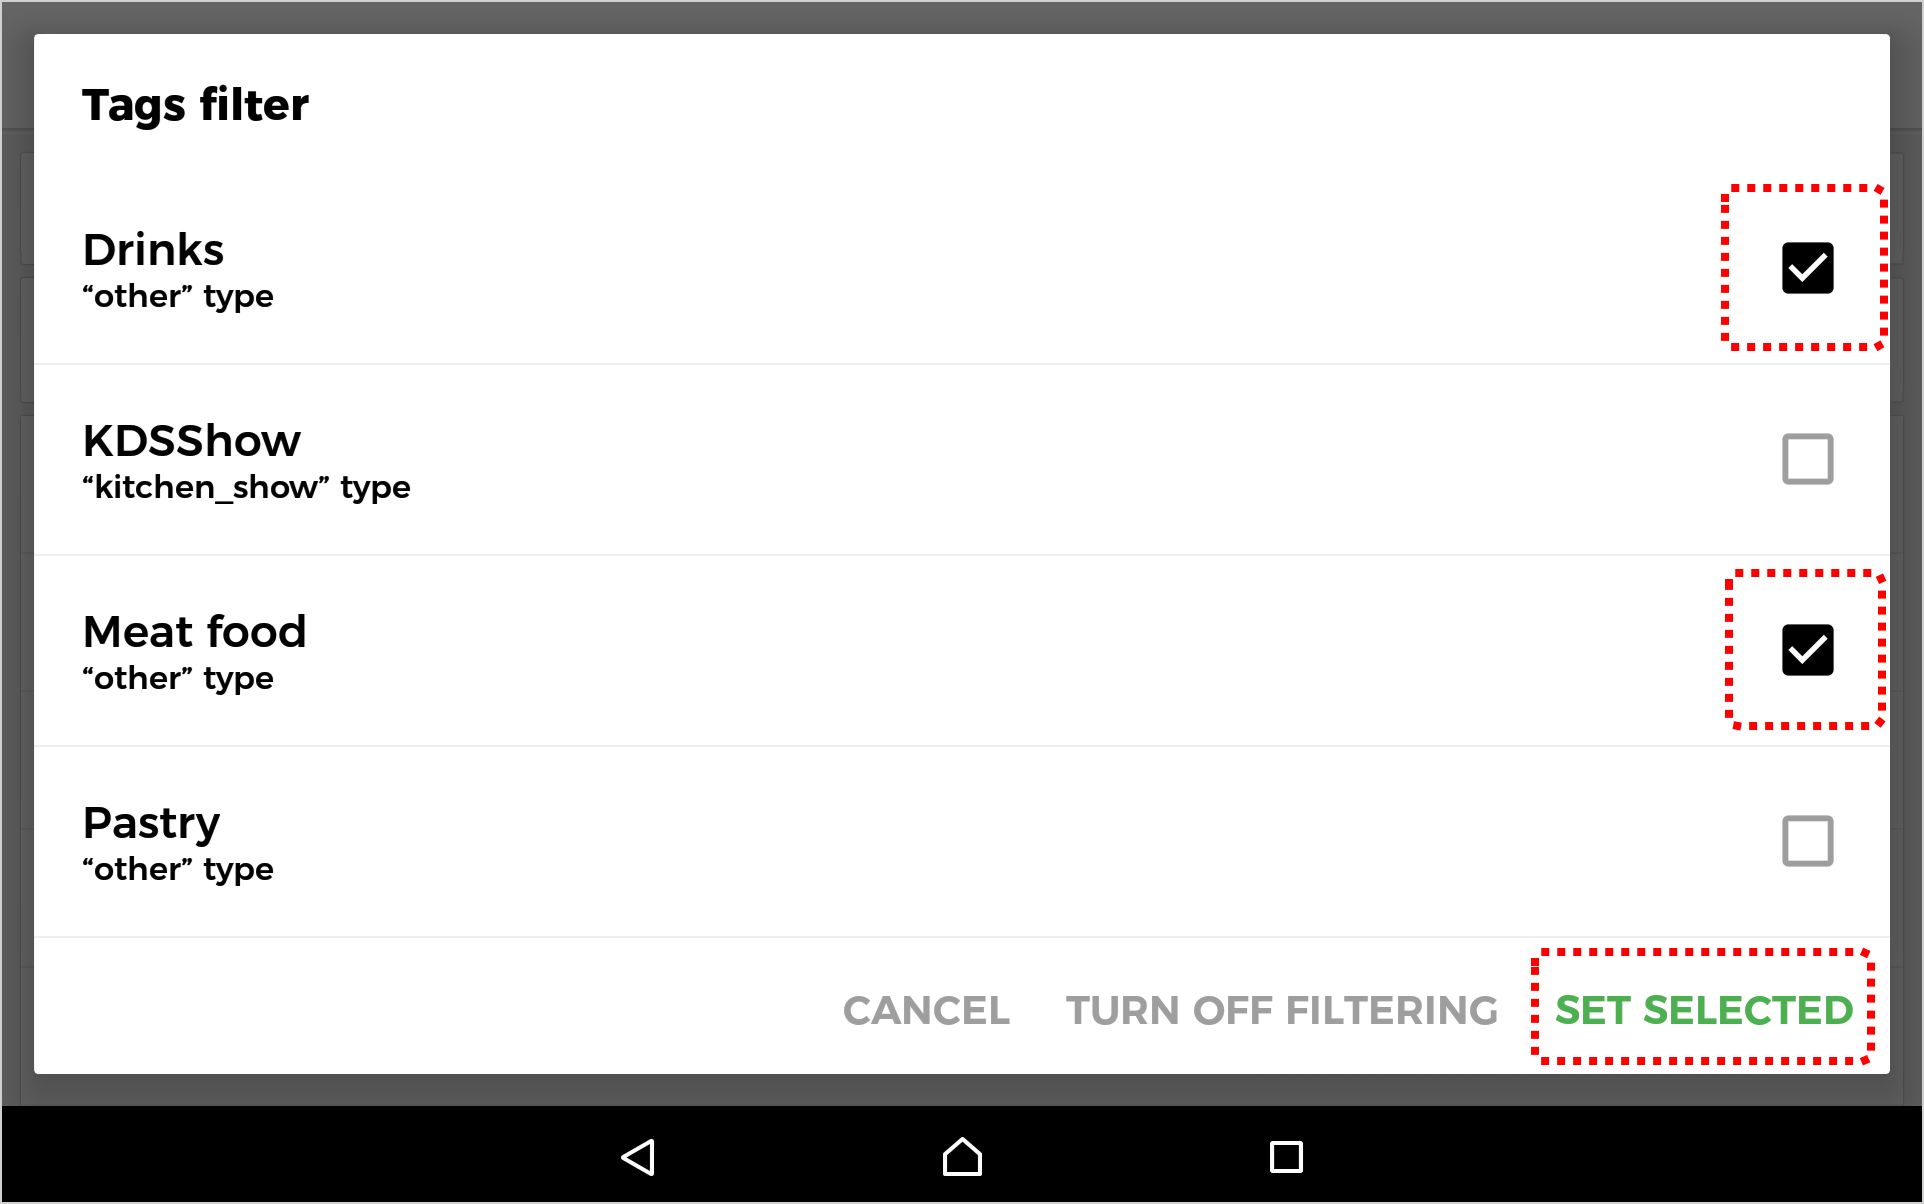 Tags filter
Drinks
“other” type
KDSShow
“kitchen_show” type
Meat food
“other” type
Pastry
“other” type
CANCEL TURN OFF FILTERING SET SELECTED